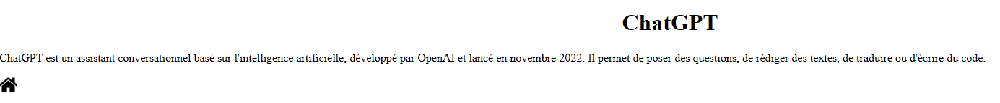 ChatGPT
ChatGPT est un assistant conversationnel basé sur l'intelligence artificielle, développé par OpenAI et lancé en novembre 2022. Il permet de poser des questions, de rédiger des textes, de traduire ou d'écrire du code.